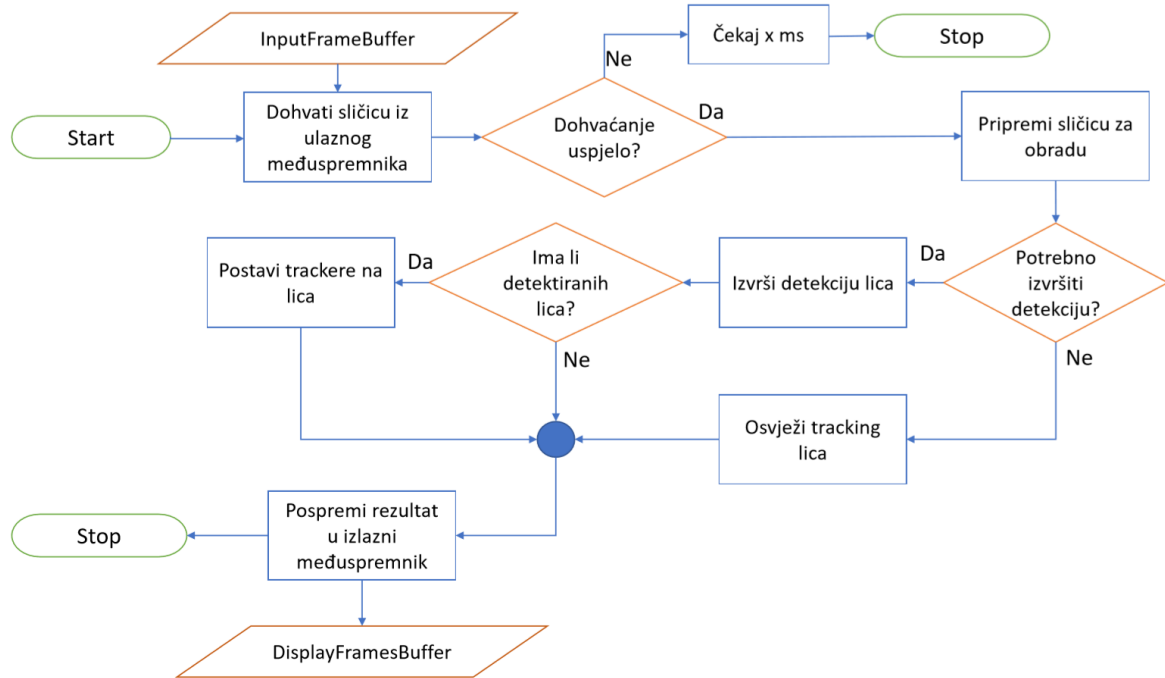 InputFrameBuffer
Čekaj x ms
Stop
Ne
Start
Dohvati sličicu iz
ulaznog
međuspremnika
Dohvaćanje
uspjelo?
Da
Pripremi sličicu za
obradu
Postavi trackere na
lica
Da
Ima li
detektiranih
lica?
Izvrši detekciju lica
Da
Potrebno
izvršiti
detekciju?
Ne
Ne
Osvježi tracking
lica
Stop
Pospremi rezultat
u izlazni
međuspremnik
DisplayFramesBuffer